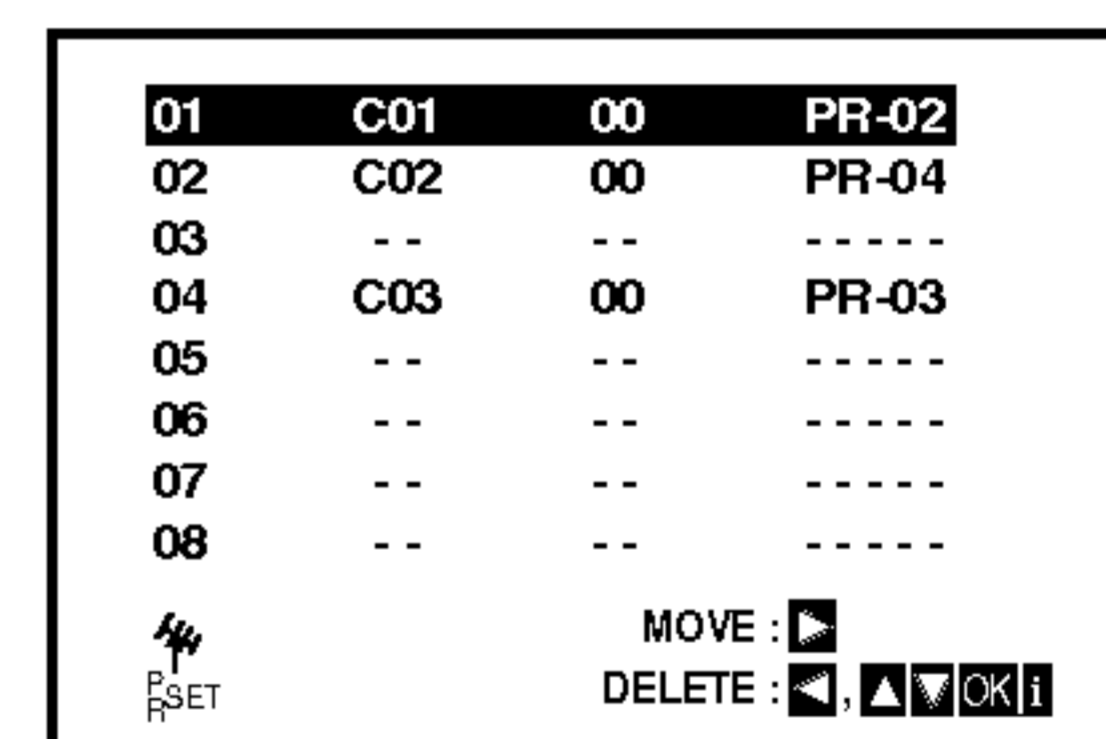 01 C01 00 PR-02
02 C02 00 PR-04
03 -- -- -----
04 C03 00 PR-03
05 -- -- -----
06 -- -- -----
07 -- -- -----
08 -- -- -----
MOVE : ▷
PR SET DELETE : ◁ , △ ▽ OK i